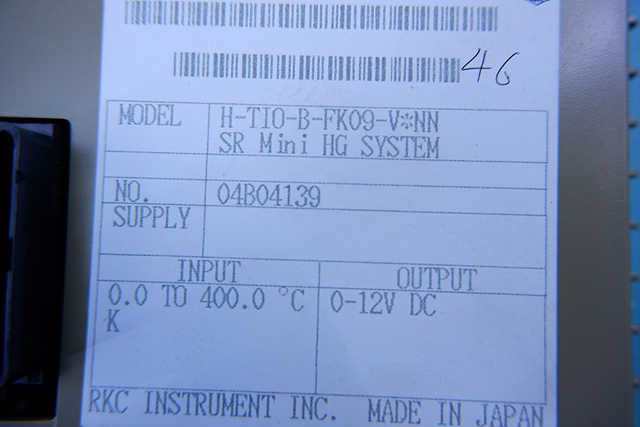 46
MODEL H-TIO-B-FK09-V*NN
SR Mini HG SYSTEM
NO. 04B04139
SUPPLY
INPUT OUTPUT
0.0 TO 400.0 °C 0-12V DC
K
RKC INSTRUMENT INC. MADE IN JAPAN